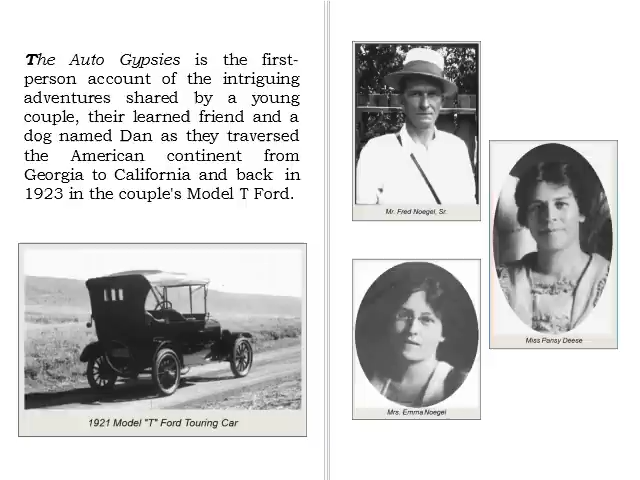 The Auto Gypsies is the first-
person account of the intriguing
adventures shared by a young
couple, their learned friend and a
dog named Dan as they traversed
the American continent from
Georgia to California and back in
1923 in the couple's Model T Ford.
1921 Model "T" Ford Touring Car
Mr. Fred Noegel, Sr.
Miss Pansy Deese
Mrs. Emma Noegel